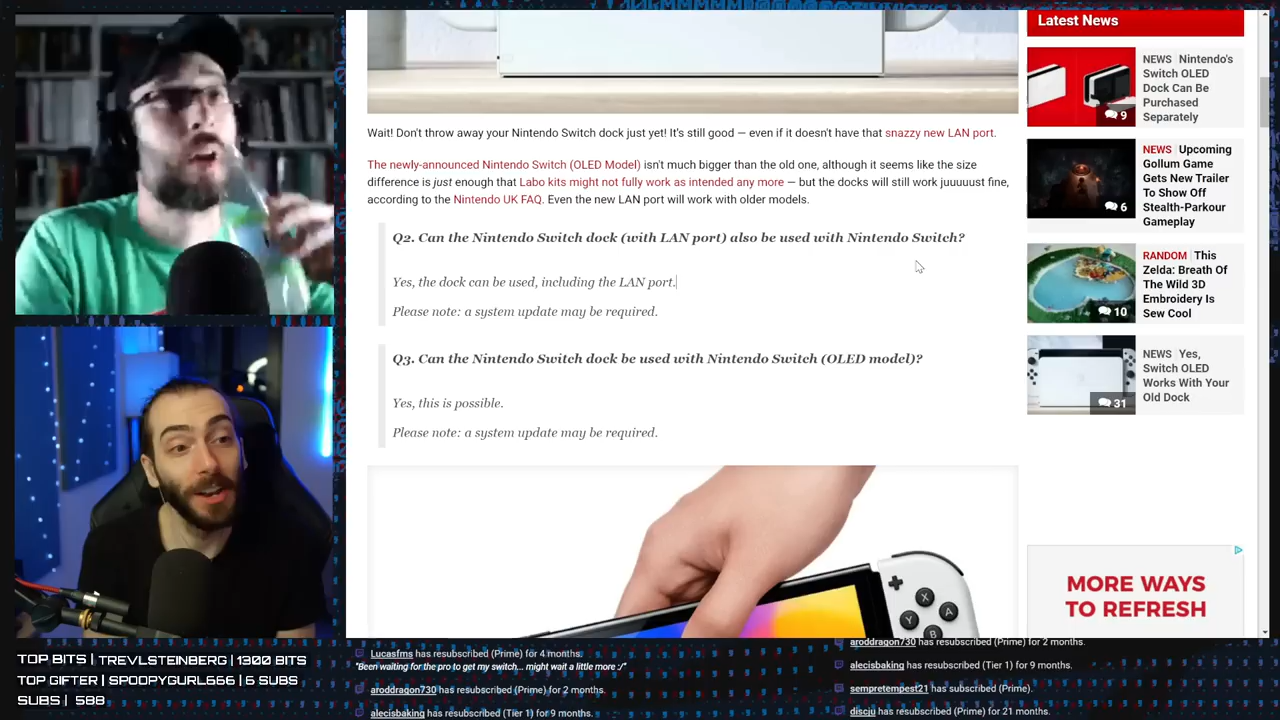 Wait! Don't throw away your Nintendo Switch dock just yet! It's still good — even if it doesn't have that snazzy new LAN port.
The newly-announced Nintendo Switch (OLED Model) isn't much bigger than the old one, although it seems like the size
difference is just enough that Labo kits might not fully work as intended any more — but the docks will still work juuuuust fine,
according to the Nintendo UK FAQ. Even the new LAN port will work with older models.
Q2. Can the Nintendo Switch dock (with LAN port) also be used with Nintendo Switch?
Yes, the dock can be used, including the LAN port.
Please note: a system update may be required.
Q3. Can the Nintendo Switch dock be used with Nintendo Switch (OLED model)?
Yes, this is possible.
Please note: a system update may be required.
X
Y
A
B
Latest News
NEWS Nintendo's
Switch OLED
Dock Can Be
Purchased
Separately
9
NEWS Upcoming
Gollum Game
Gets New Trailer
To Show Off
Stealth-Parkour
Gameplay
6
RANDOM This
Zelda: Breath Of
The Wild 3D
Embroidery Is
Sew Cool
10
NEWS Yes,
Switch OLED
Works With Your
Old Dock
31
MORE WAYS
TO REFRESH
TOP BITS | TREVLSTEINBERG | 1300 BITS
TOP GIFTER | SPOOPYGURL666 | 6 SUBS
SUBS | 588
Lucasfms has resubscribed (Prime) for 4 months.
"Been waiting for the pro to get my switch... might wait a little more :/"
aroddragon730 has resubscribed (Prime) for 2 months.
alecisbaking has resubscribed (Tier 1) for 9 months.
aroddragon730 has resubscribed (Prime) for 2 months.
alecisbaking has resubscribed (Tier 1) for 9 months.
sempretempest21 has subscribed (Prime).
discju has resubscribed (Prime) for 21 months.